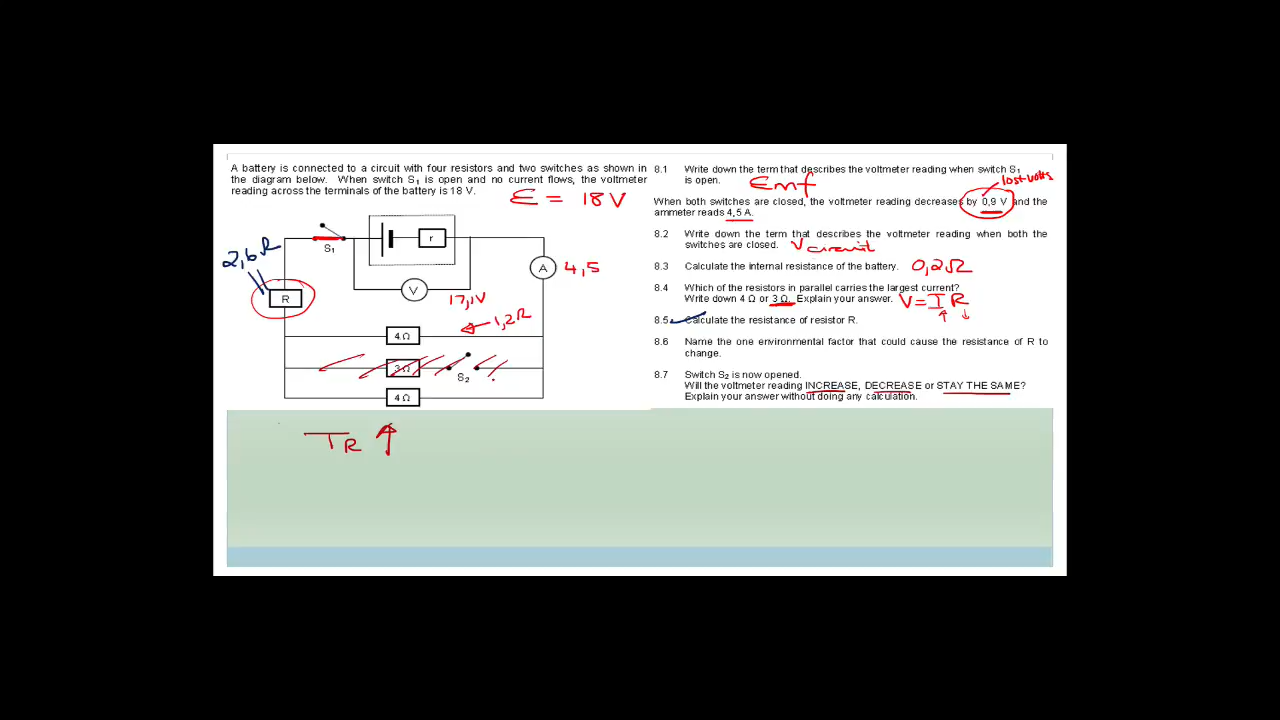 A battery is connected to a circuit with four resistors and two switches as shown in
the diagram below. When switch S1 is open and no current flows, the voltmeter
reading across the terminals of the battery is 18 V.
Ɛ = 18V
S1
r
2,6Ω
R
V
17,1V
A
4,5
1,2Ω
4Ω
3Ω
S2
4Ω
TR ↑
8.1 Write down the term that describes the voltmeter reading when switch S1
is open.
Emf
lost volts
When both switches are closed, the voltmeter reading decreases by 0,9 V and the
ammeter reads 4,5 A.
8.2 Write down the term that describes the voltmeter reading when both the
switches are closed.
V circuit
8.3 Calculate the internal resistance of the battery.
0,2Ω
8.4 Which of the resistors in parallel carries the largest current?
Write down 4 Ω or 3 Ω. Explain your answer.
V = I R
↑ ↓
8.5 Calculate the resistance of resistor R.
8.6 Name the one environmental factor that could cause the resistance of R to
change.
8.7 Switch S2 is now opened.
Will the voltmeter reading INCREASE, DECREASE or STAY THE SAME?
Explain your answer without doing any calculation.